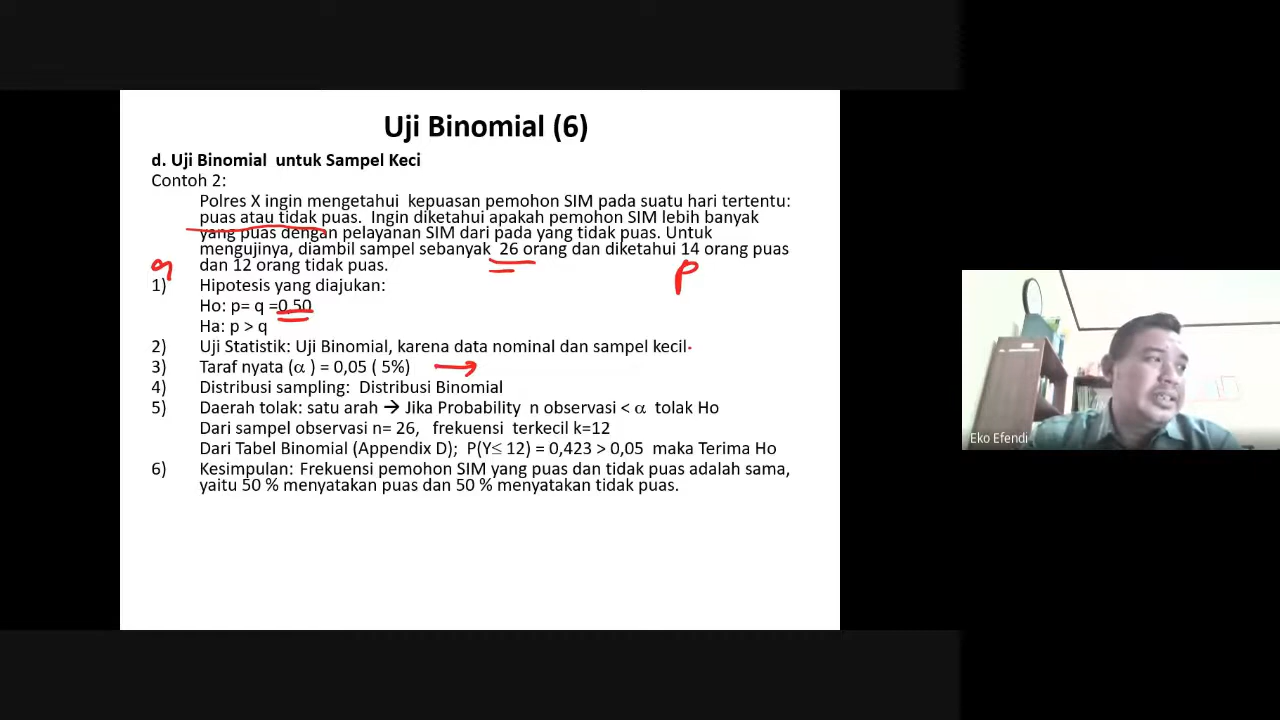 Uji Binomial (6)
d. Uji Binomial untuk Sampel Keci
Contoh 2:
Polres X ingin mengetahui kepuasan pemohon SIM pada suatu hari tertentu:
puas atau tidak puas. Ingin diketahui apakah pemohon SIM lebih banyak
yang puas dengan pelayanan SIM dari pada yang tidak puas. Untuk
mengujinya, diambil sampel sebanyak 26 orang dan diketahui 14 orang puas
dan 12 orang tidak puas.
q
p
1) Hipotesis yang diajukan:
Ho: p= q =0,50
Ha: p > q
2) Uji Statistik: Uji Binomial, karena data nominal dan sampel kecil
3) Taraf nyata (α ) = 0,05 ( 5%)
4) Distribusi sampling: Distribusi Binomial
5) Daerah tolak: satu arah → Jika Probability n observasi < α tolak Ho
Dari sampel observasi n= 26, frekuensi terkecil k=12
Dari Tabel Binomial (Appendix D); P(Y≤ 12) = 0,423 > 0,05 maka Terima Ho
6) Kesimpulan: Frekuensi pemohon SIM yang puas dan tidak puas adalah sama,
yaitu 50 % menyatakan puas dan 50 % menyatakan tidak puas.
Eko Efendi